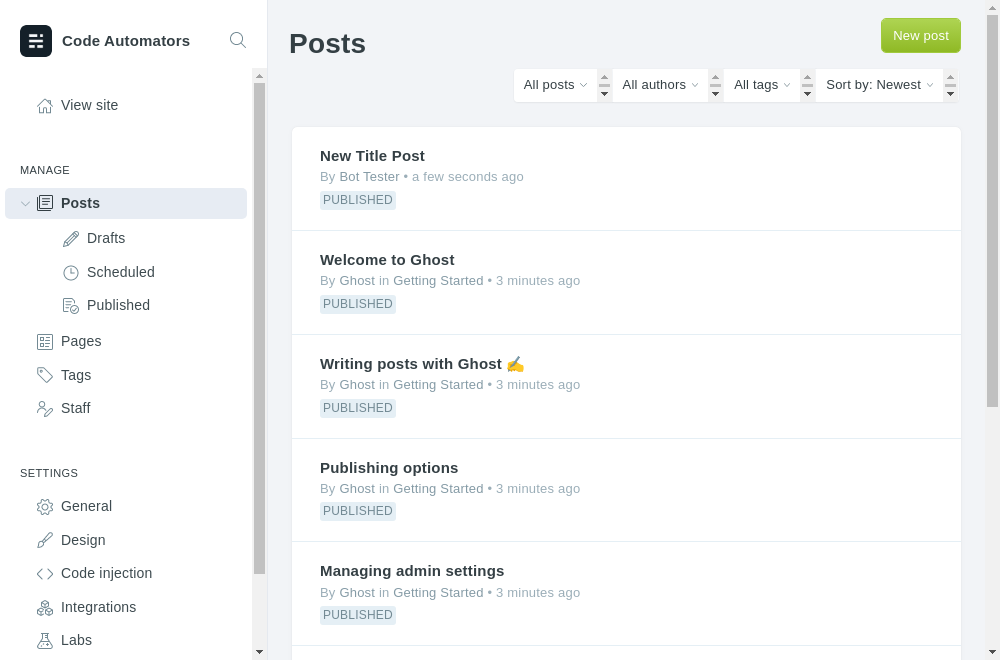 Code Automators
View site
MANAGE
Posts
Drafts
Scheduled
Published
Pages
Tags
Staff
SETTINGS
General
Design
Code injection
Integrations
Labs
Posts
New post
All posts All authors All tags Sort by: Newest
New Title Post
By Bot Tester • a few seconds ago
PUBLISHED
Welcome to Ghost
By Ghost in Getting Started • 3 minutes ago
PUBLISHED
Writing posts with Ghost ✍️
By Ghost in Getting Started • 3 minutes ago
PUBLISHED
Publishing options
By Ghost in Getting Started • 3 minutes ago
PUBLISHED
Managing admin settings
By Ghost in Getting Started • 3 minutes ago
PUBLISHED